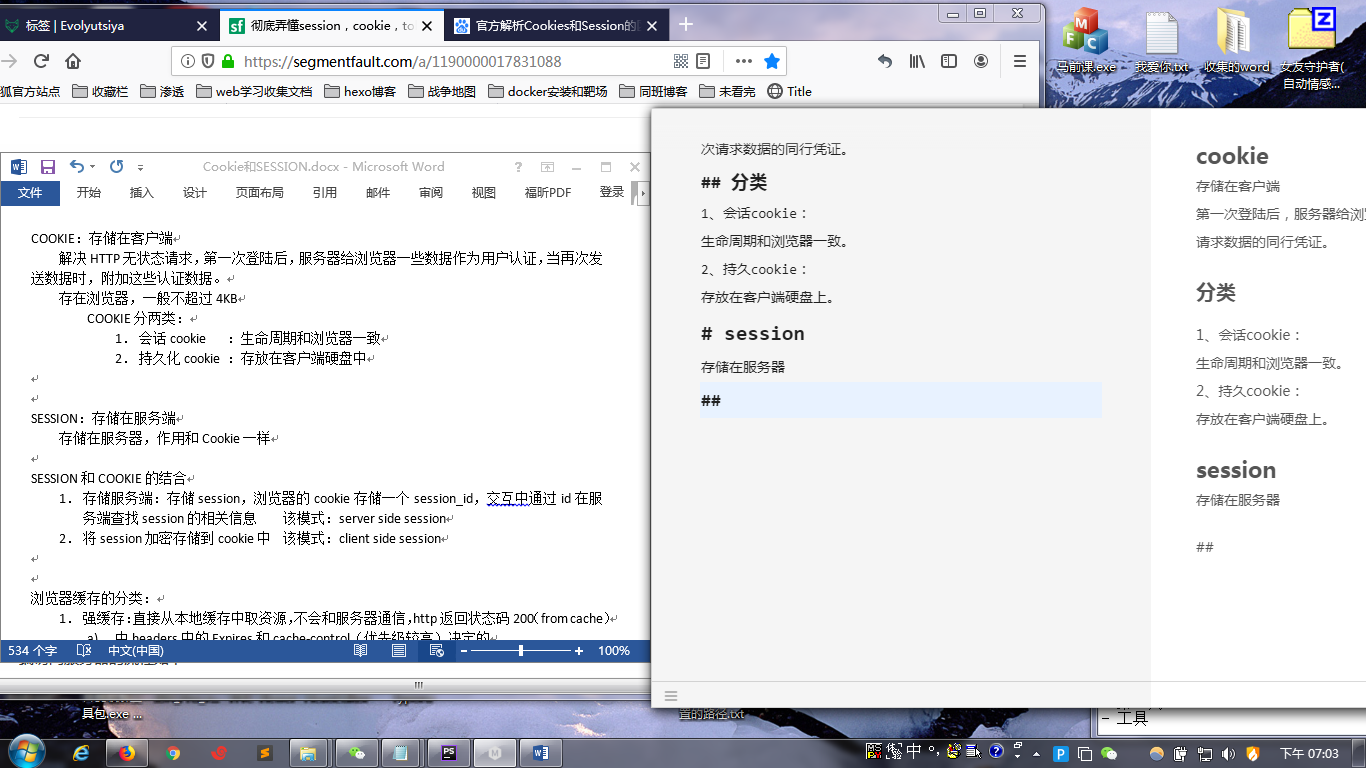 标签 | Evolyutsiya
彻底弄懂session，cookie，to
官方解析Cookies和Session的
https://segmentfault.com/a/1190000017831088
狐官方站点
收藏栏
渗透
web学习收集文档
hexo博客
战争地图
docker安装和靶场
同班博客
未看完
Title
马前课.exe
我爱你.txt
收集的word
女友守护者(
自动情感...
Cookie和SESSION.docx - Microsoft Word
文件
开始
插入
设计
页面布局
引用
邮件
审阅
视图
福昕PDF
登录
COOKIE：存储在客户端
解决 HTTP 无状态请求，第一次登陆后，服务器给浏览器一些数据作为用户认证，当再次发
送数据时，附加这些认证数据。
存在浏览器，一般不超过 4KB
COOKIE 分两类：
1. 会话 cookie ：生命周期和浏览器一致
2. 持久化 cookie ：存放在客户端硬盘中
SESSION：存储在服务端
存储在服务器，作用和 Cookie 一样
SESSION 和 COOKIE 的结合
1. 存储服务端：存储 session，浏览器的 cookie 存储一个 session_id，交互中通过 id 在服
务端查找 session 的相关信息 该模式：server side session
2. 将 session 加密存储到 cookie 中 该模式：client side session
浏览器缓存的分类：
1. 强缓存：直接从本地缓存中取资源，不会和服务器通信，http 返回状态码 200（from cache）
a) 由 headers 中的 Expires 和 cache-control（优先级较高）决定的
534 个字
中文(中国)
100%
次请求数据的同行凭证。
## 分类
1、会话cookie：
生命周期和浏览器一致。
2、持久cookie：
存放在客户端硬盘上。
# session
存储在服务器
##
cookie
存储在客户端
第一次登陆后，服务器给浏
请求数据的同行凭证。
分类
1、会话cookie：
生命周期和浏览器一致。
2、持久cookie：
存放在客户端硬盘上。
session
存储在服务器
##
具包.exe ...
置的路径.txt
- 工具
中
下午 07:03